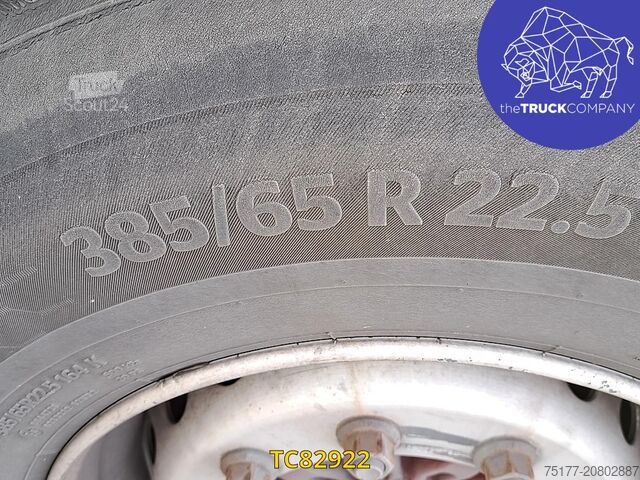 Truck
Scout24
theTRUCKCOMPANY
385/65 R 22.5
TC82922
75177-20802887